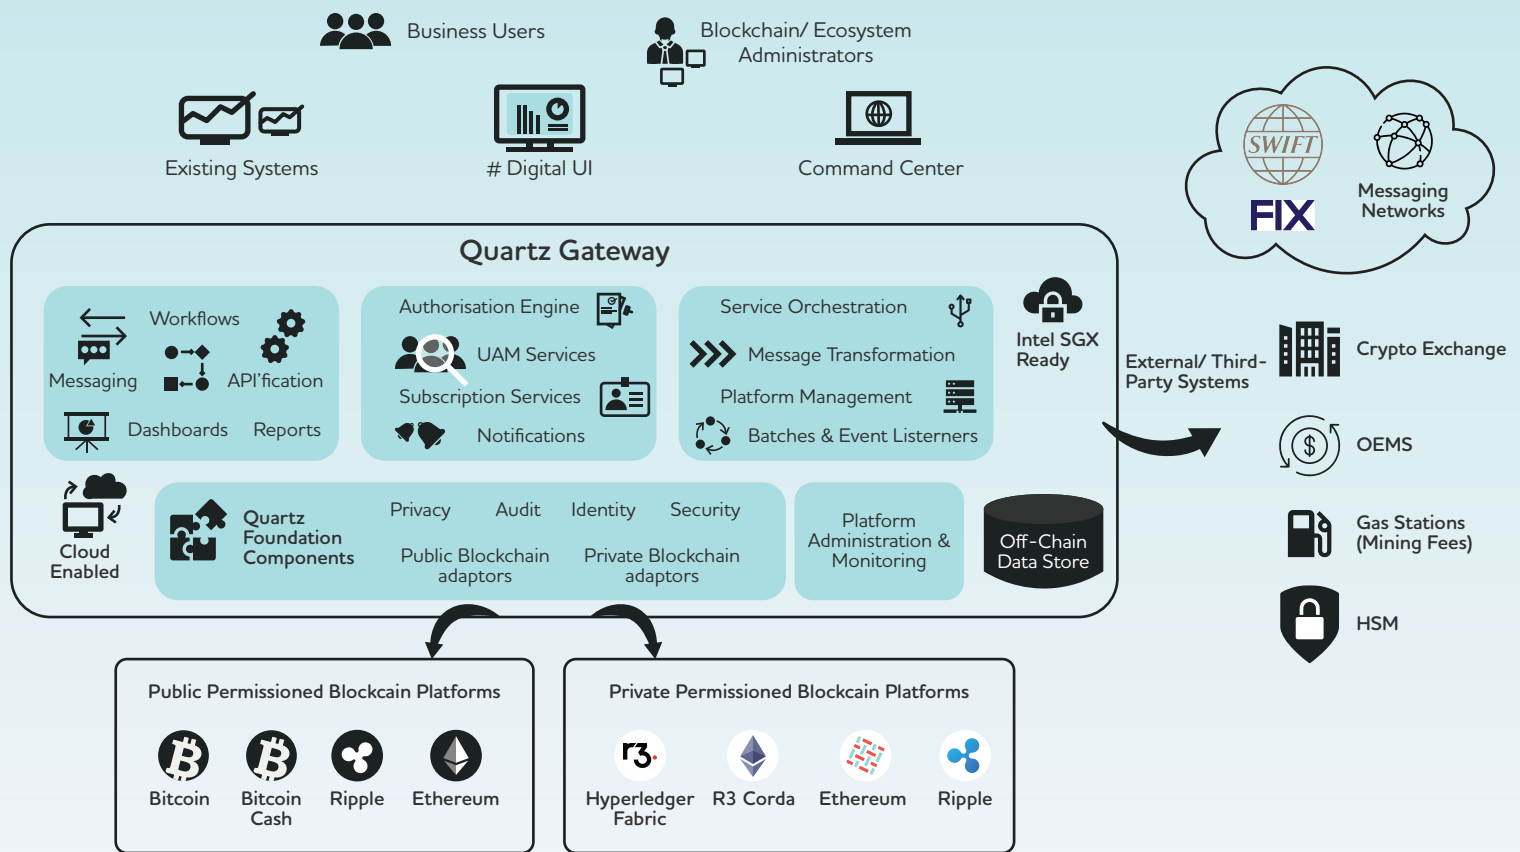 Business Users
Blockchain/ Ecosystem
Administrators
Existing Systems
# Digital UI
Command Center
SWIFT
FIX
Messaging
Networks
Quartz Gateway
Workflows
Messaging
API'fication
Dashboards
Reports
Authorisation Engine
UAM Services
Subscription Services
Notifications
Service Orchestration
Message Transformation
Platform Management
Batches & Event Listerners
Intel SGX
Ready
External/ Third-
Party Systems
Crypto Exchange
OEMS
Gas Stations
(Mining Fees)
HSM
Cloud
Enabled
Quartz
Foundation
Components
Privacy
Audit
Identity
Security
Public Blockchain
adaptors
Private Blockchain
adaptors
Platform
Administration &
Monitoring
Off-Chain
Data Store
Public Permissioned Blockcain Platforms
Bitcoin
Bitcoin
Cash
Ripple
Ethereum
Private Permissioned Blockcain Platforms
r3.
Hyperledger
Fabric
R3 Corda
Ethereum
Ripple